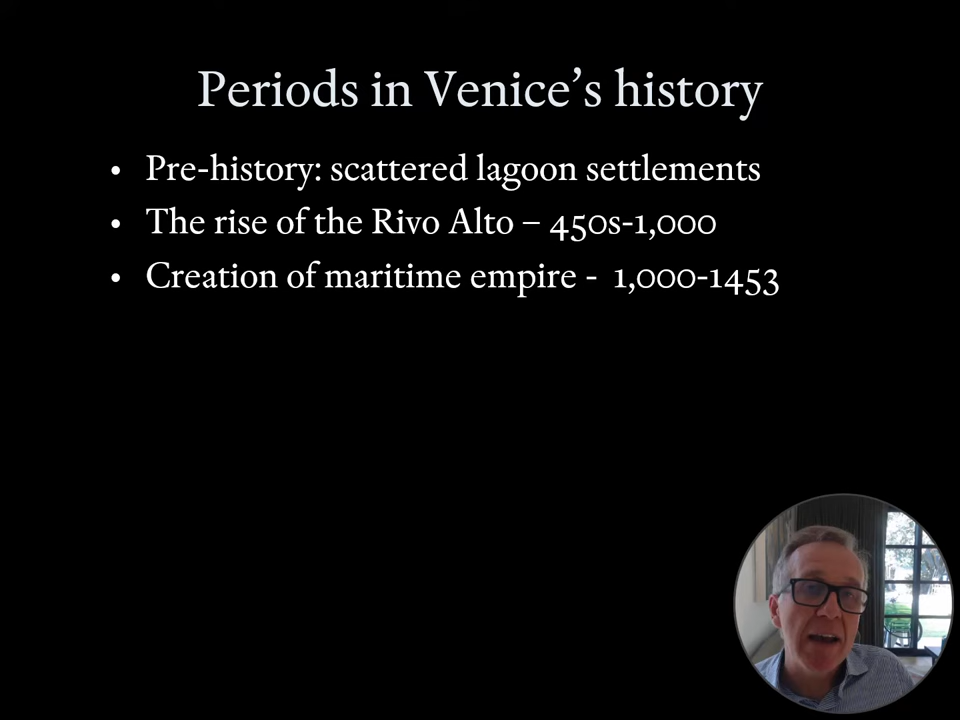 Periods in Venice’s history
• Pre-history: scattered lagoon settlements
• The rise of the Rivo Alto – 450s-1,000
• Creation of maritime empire - 1,000-1453